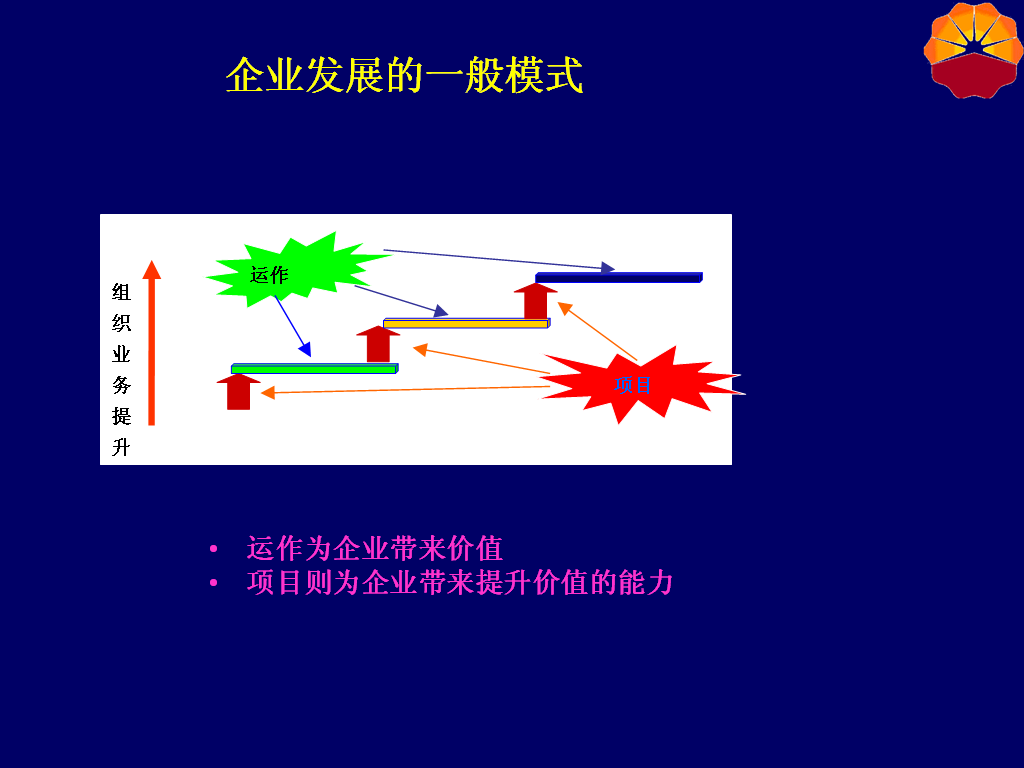 企业发展的一般模式
运作
组
织
业
务
提
升
项目
• 运作为企业带来价值
• 项目则为企业带来提升价值的能力